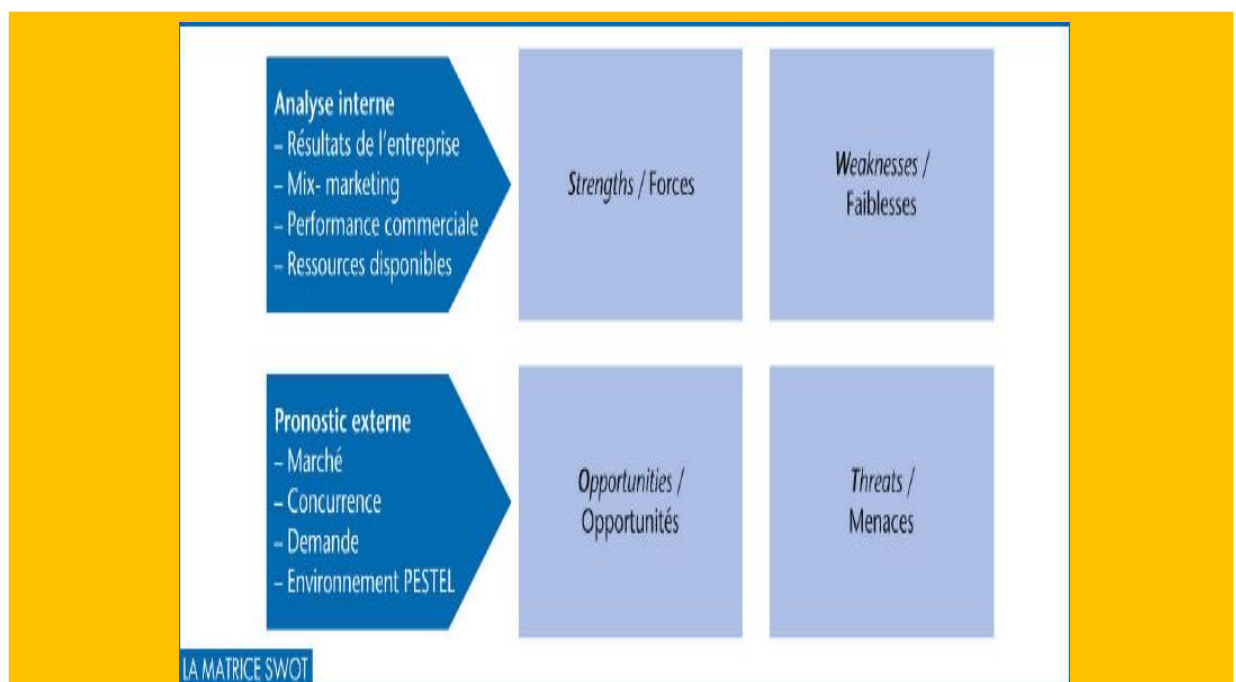 Analyse interne
– Résultats de l'entreprise
– Mix- marketing
– Performance commerciale
– Ressources disponibles
Strengths / Forces
Weaknesses /
Faiblesses
Pronostic externe
– Marché
– Concurrence
– Demande
– Environnement PESTEL
Opportunities /
Opportunités
Threats /
Menaces
LA MATRICE SWOT